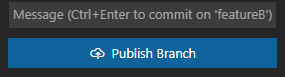 Message (Ctrl+Enter to commit on 'featureB')
Publish Branch